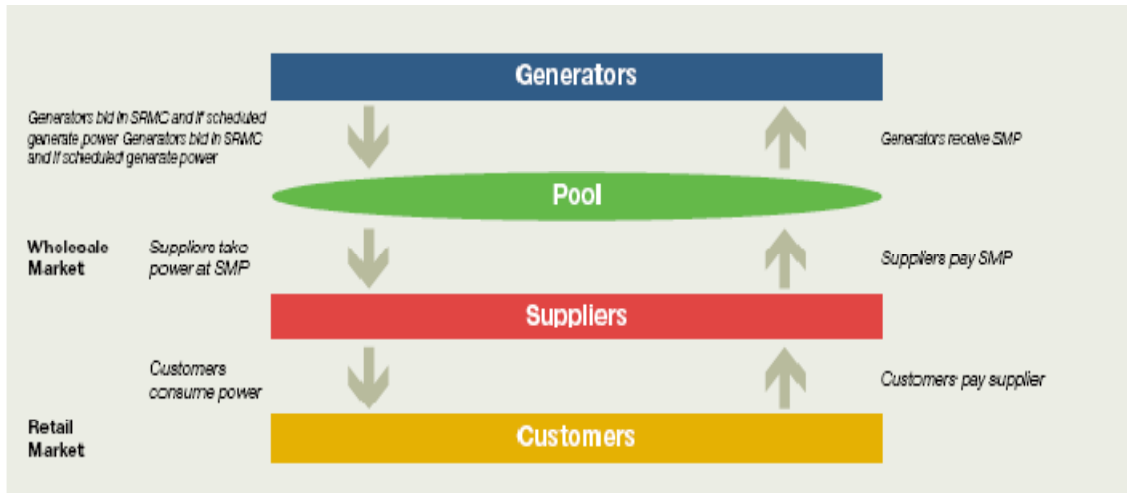 Generators
Generators bid in SRMC and if scheduled
generate power Generators bid in SRMC
and if scheduled generate power
Generators receive SMP
Pool
Wholesale
Market
Suppliers take
power at SMP
Suppliers pay SMP
Suppliers
Customers
consume power
Customers pay supplier
Retail
Market
Customers